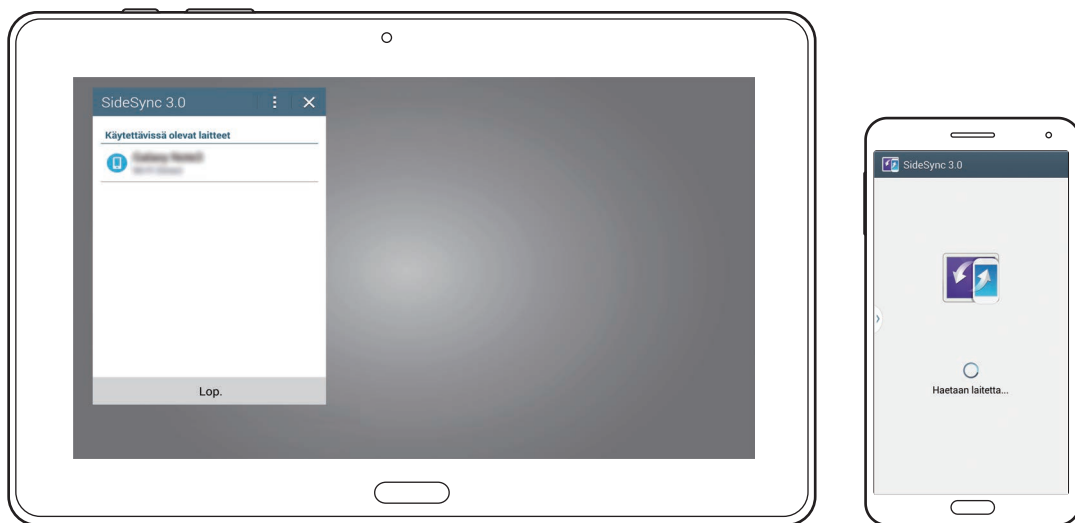 SideSync 3.0
Käytettävissä olevat laitteet
Lop.
SideSync 3.0
Haetaan laitetta...